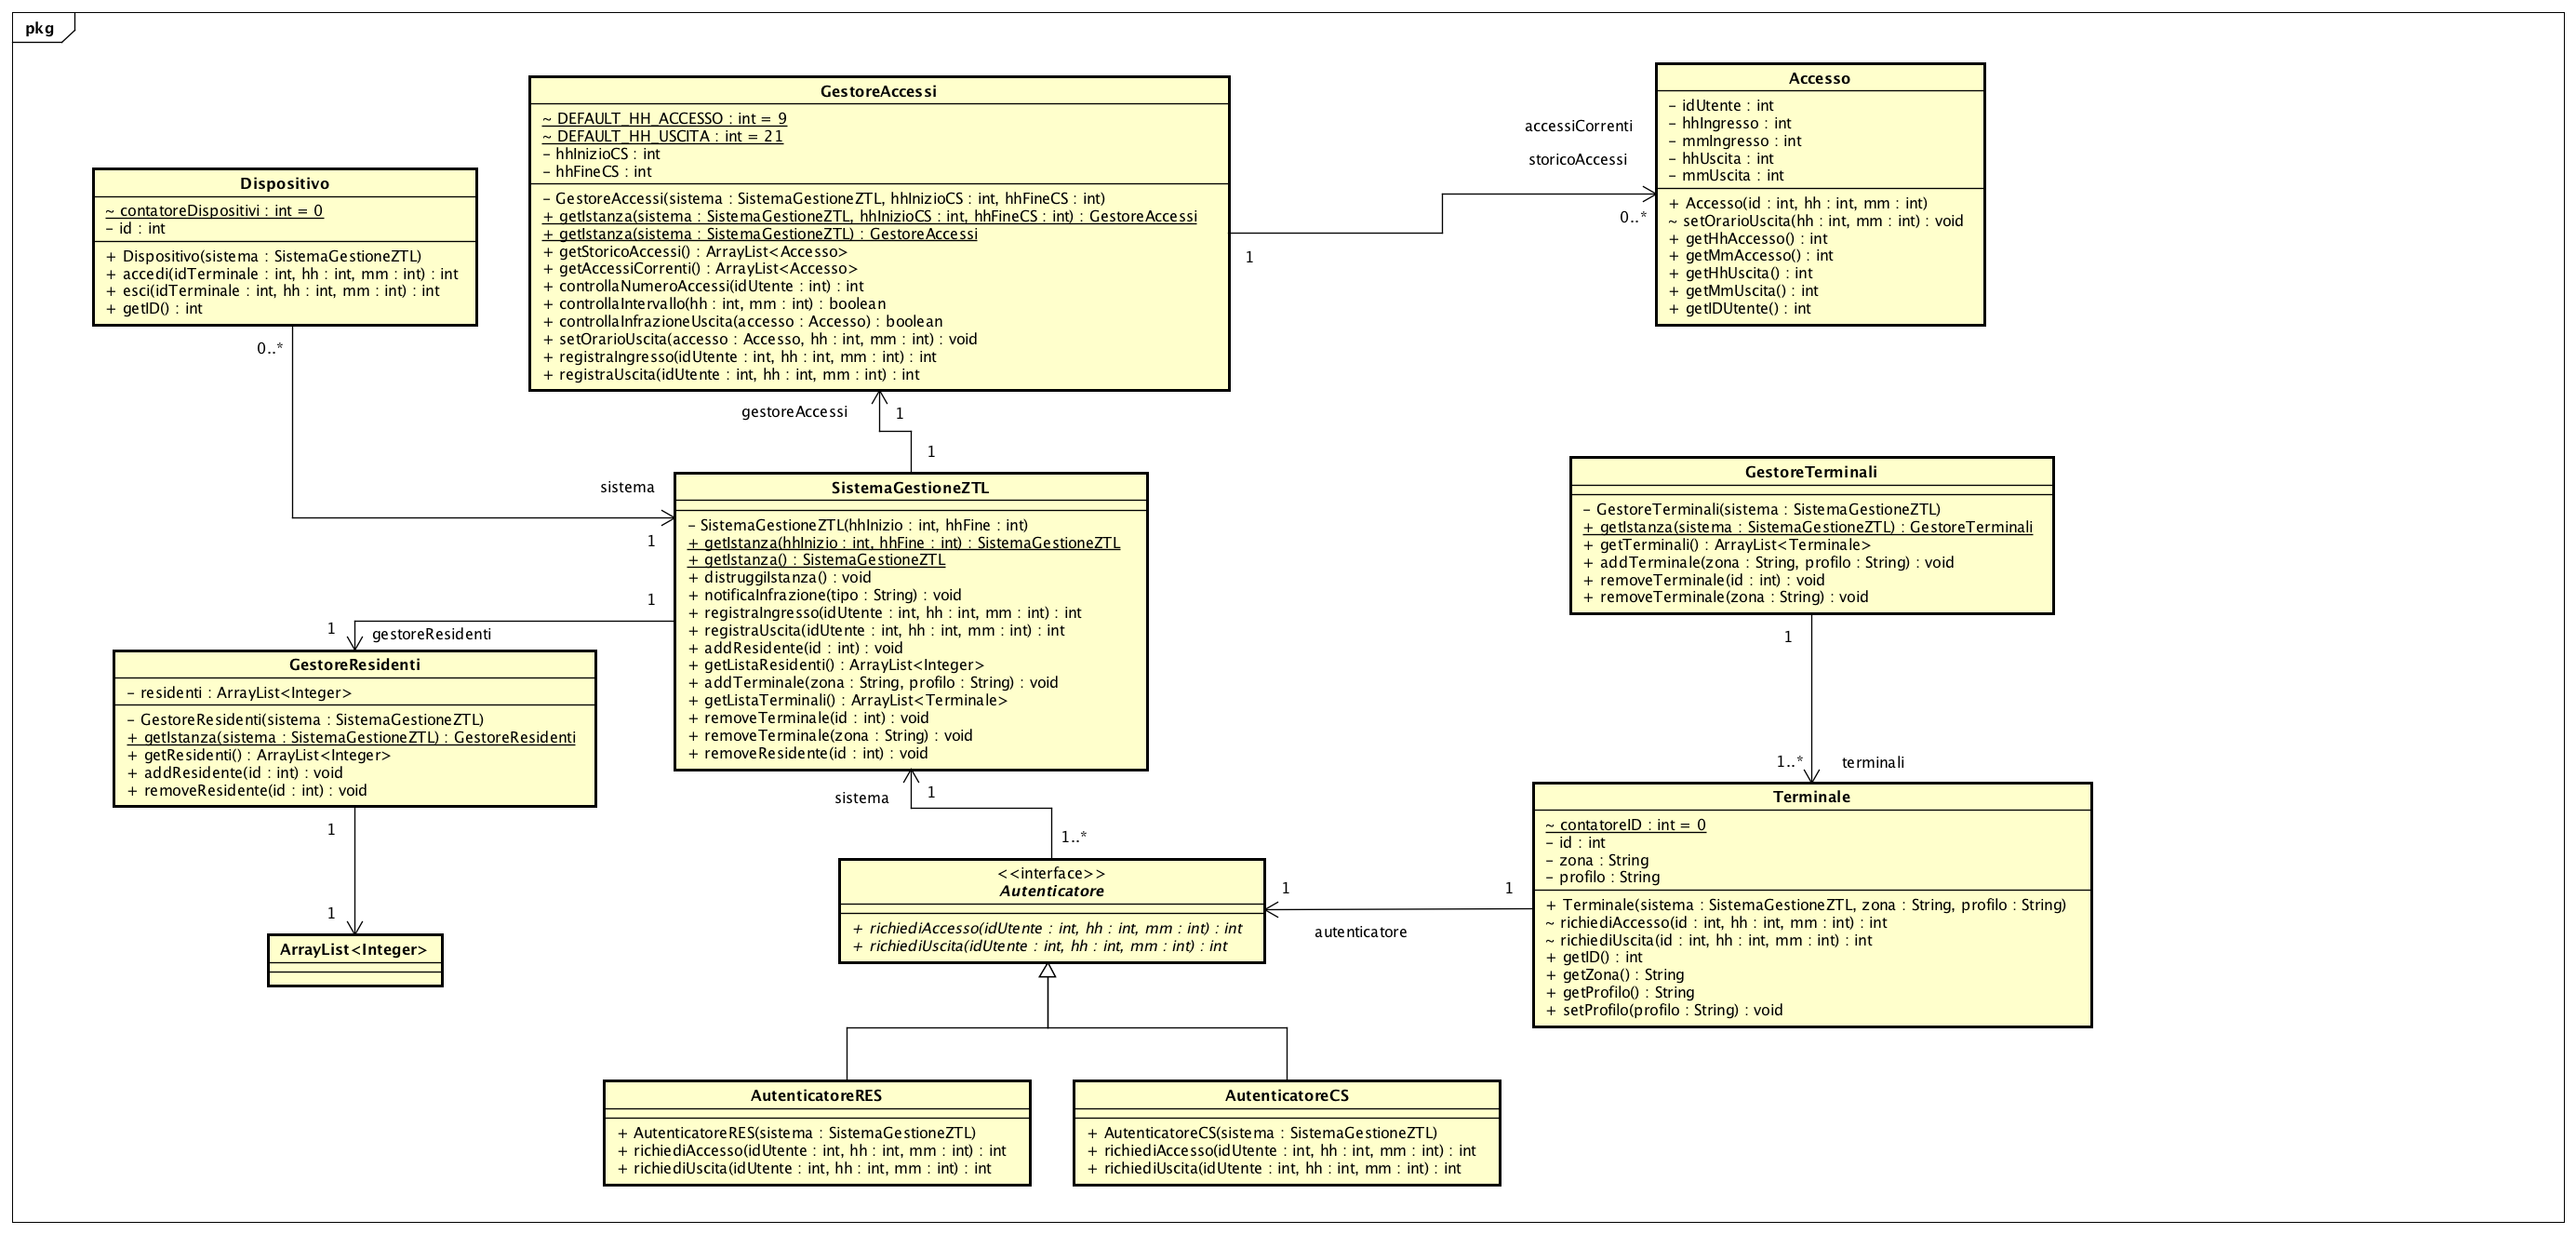 pkg
GestoreAccessi
~ DEFAULT_HH_ACCESSO : int = 9
~ DEFAULT_HH_USCITA : int = 21
- hhInizioCS : int
- hhFineCS : int
- GestoreAccessi(sistema : SistemaGestioneZTL, hhInizioCS : int, hhFineCS : int)
+ getIstanza(sistema : SistemaGestioneZTL, hhInizioCS : int, hhFineCS : int) : GestoreAccessi
+ getIstanza(sistema : SistemaGestioneZTL) : GestoreAccessi
+ getStoricoAccessi() : ArrayList<Accesso>
+ getAccessiCorrenti() : ArrayList<Accesso>
+ controllaNumeroAccessi(idUtente : int) : int
+ controllaIntervallo(hh : int, mm : int) : boolean
+ controllaInfrazioneUscita(accesso : Accesso) : boolean
+ setOrarioUscita(accesso : Accesso, hh : int, mm : int) : void
+ registraIngresso(idUtente : int, hh : int, mm : int) : int
+ registraUscita(idUtente : int, hh : int, mm : int) : int
accessiCorrenti
storicoAccessi
0..*
1
Accesso
- idUtente : int
- hhIngresso : int
- mmIngresso : int
- hhUscita : int
- mmUscita : int
+ Accesso(id : int, hh : int, mm : int)
~ setOrarioUscita(hh : int, mm : int) : void
+ getHhAccesso() : int
+ getMmAccesso() : int
+ getHhUscita() : int
+ getMmUscita() : int
+ getIDUtente() : int
Dispositivo
~ contatoreDispositivi : int = 0
- id : int
+ Dispositivo(sistema : SistemaGestioneZTL)
+ accedi(idTerminale : int, hh : int, mm : int) : int
+ esci(idTerminale : int, hh : int, mm : int) : int
+ getID() : int
0..*
gestoreAccessi
1
1
sistema
1
SistemaGestioneZTL
- SistemaGestioneZTL(hhInizio : int, hhFine : int)
+ getIstanza(hhInizio : int, hhFine : int) : SistemaGestioneZTL
+ getIstanza() : SistemaGestioneZTL
+ distruggiIstanza() : void
+ notificaInfrazione(tipo : String) : void
+ registraIngresso(idUtente : int, hh : int, mm : int) : int
+ registraUscita(idUtente : int, hh : int, mm : int) : int
+ addResidente(id : int) : void
+ getListaResidenti() : ArrayList<Integer>
+ addTerminale(zona : String, profilo : String) : void
+ getListaTerminali() : ArrayList<Terminale>
+ removeTerminale(id : int) : void
+ removeTerminale(zona : String) : void
+ removeResidente(id : int) : void
GestoreTerminali
- GestoreTerminali(sistema : SistemaGestioneZTL)
+ getIstanza(sistema : SistemaGestioneZTL) : GestoreTerminali
+ getTerminali() : ArrayList<Terminale>
+ addTerminale(zona : String, profilo : String) : void
+ removeTerminale(id : int) : void
+ removeTerminale(zona : String) : void
1
1..*
terminali
1
1
gestoreResidenti
GestoreResidenti
- residenti : ArrayList<Integer>
- GestoreResidenti(sistema : SistemaGestioneZTL)
+ getIstanza(sistema : SistemaGestioneZTL) : GestoreResidenti
+ getResidenti() : ArrayList<Integer>
+ addResidente(id : int) : void
+ removeResidente(id : int) : void
1
1
ArrayList<Integer>
sistema
1
1..*
<<interface>>
Autenticatore
+ richiediAccesso(idUtente : int, hh : int, mm : int) : int
+ richiediUscita(idUtente : int, hh : int, mm : int) : int
1
1
autenticatore
Terminale
~ contatoreID : int = 0
- id : int
- zona : String
- profilo : String
+ Terminale(sistema : SistemaGestioneZTL, zona : String, profilo : String)
~ richiediAccesso(id : int, hh : int, mm : int) : int
~ richiediUscita(id : int, hh : int, mm : int) : int
+ getID() : int
+ getZona() : String
+ getProfilo() : String
+ setProfilo(profilo : String) : void
AutenticatoreRES
+ AutenticatoreRES(sistema : SistemaGestioneZTL)
+ richiediAccesso(idUtente : int, hh : int, mm : int) : int
+ richiediUscita(idUtente : int, hh : int, mm : int) : int
AutenticatoreCS
+ AutenticatoreCS(sistema : SistemaGestioneZTL)
+ richiediAccesso(idUtente : int, hh : int, mm : int) : int
+ richiediUscita(idUtente : int, hh : int, mm : int) : int